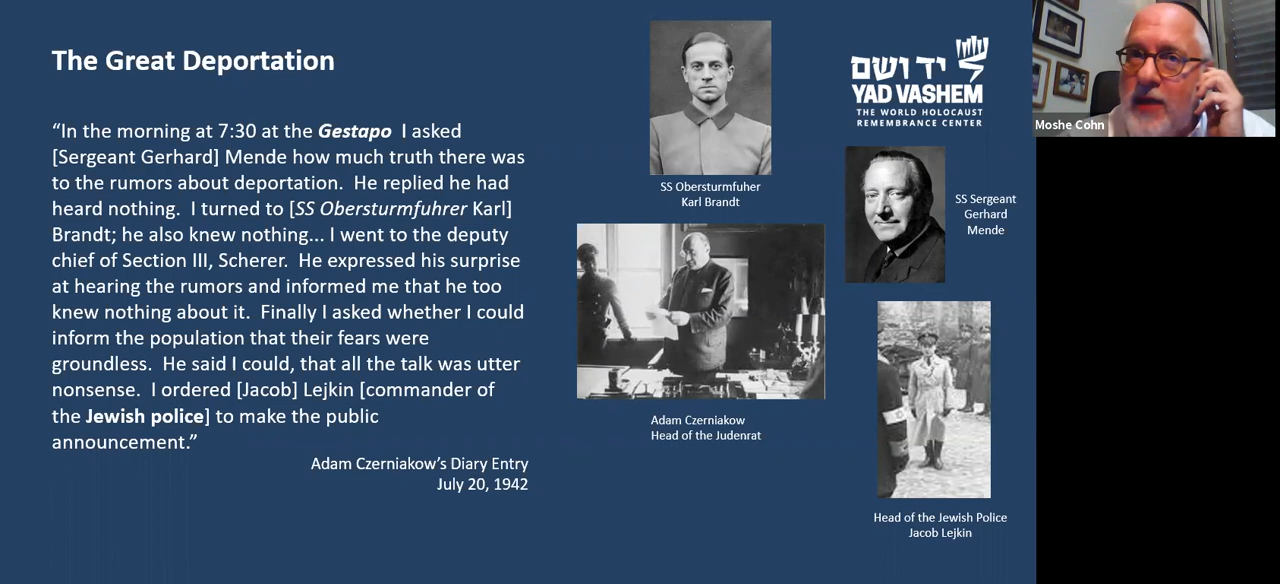 The Great Deportation
“In the morning at 7:30 at the Gestapo I asked
[Sergeant Gerhard] Mende how much truth there was
to the rumors about deportation. He replied he had
heard nothing. I turned to [SS Obersturmfuhrer Karl]
Brandt; he also knew nothing... I went to the deputy
chief of Section III, Scherer. He expressed his surprise
at hearing the rumors and informed me that he too
knew nothing about it. Finally I asked whether I could
inform the population that their fears were
groundless. He said I could, that all the talk was utter
nonsense. I ordered [Jacob] Lejkin [commander of
the Jewish police] to make the public
announcement.”
Adam Czerniakow’s Diary Entry
July 20, 1942
SS Obersturmfuher
Karl Brandt
Adam Czerniakow
Head of the Judenrat
יד ושם
YAD VASHEM
THE WORLD HOLOCAUST
REMEMBRANCE CENTER
SS Sergeant
Gerhard
Mende
Head of the Jewish Police
Jacob Lejkin
Moshe Cohn